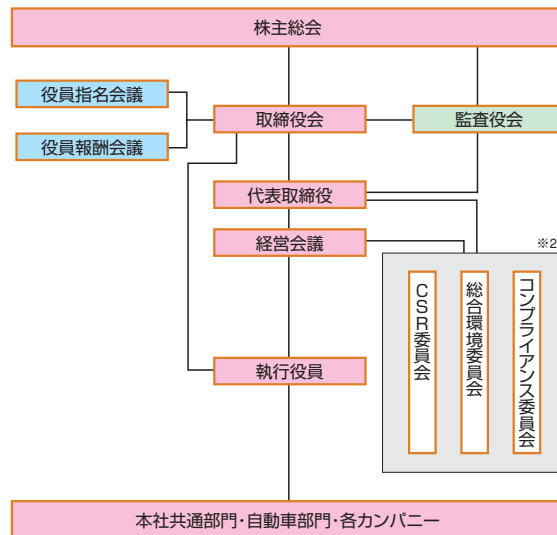 株主総会
役員指名会議
役員報酬会議
取締役会
監査役会
代表取締役
経営会議
※2
CSR委員会
総合環境委員会
コンプライアンス委員会
執行役員
本社共通部門・自動車部門・各カンパニー